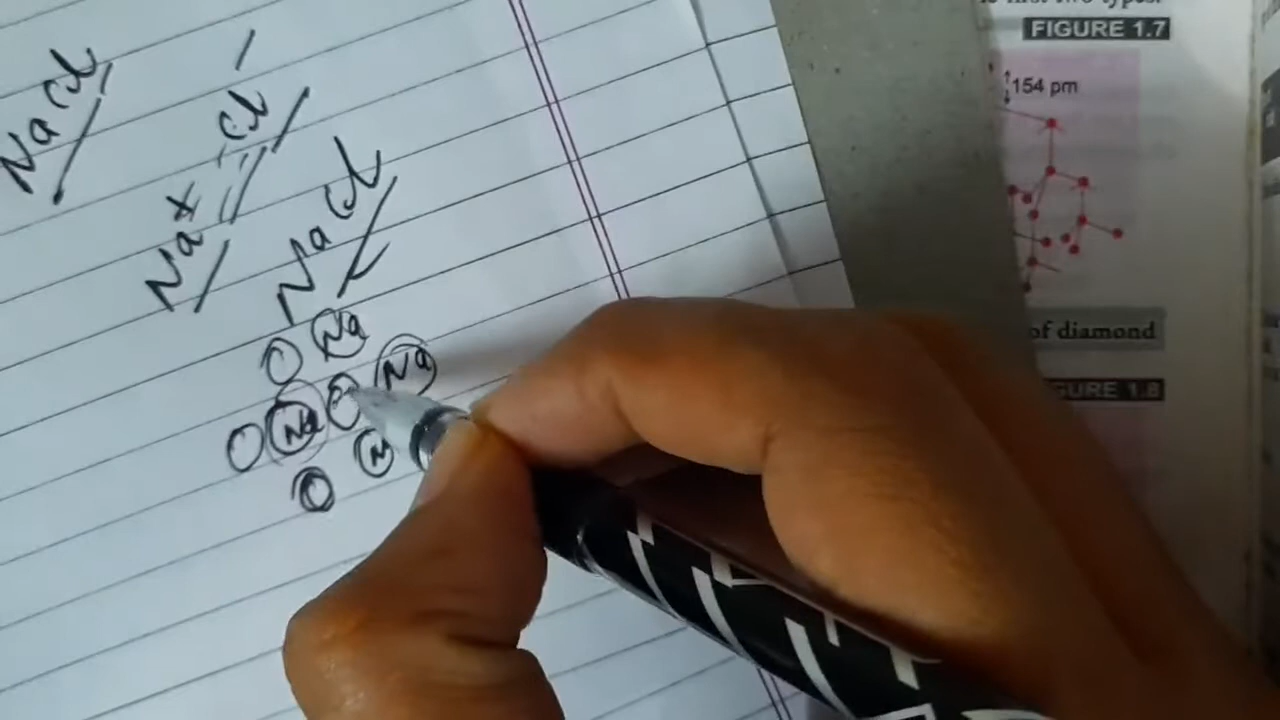 NaCl
Na+ Cl-
NaCl
Na
Na
Na
N
FIGURE 1.7
154 pm
of diamond
GURE 1.8